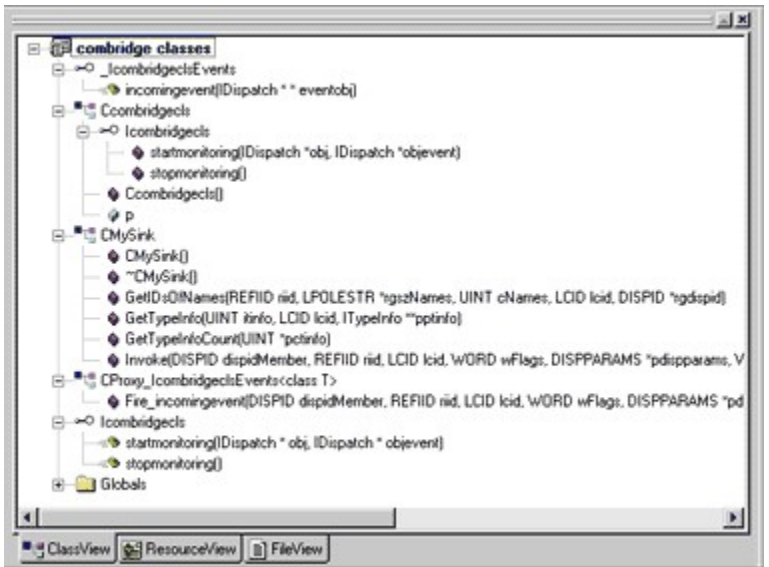 combridge classes
_IcombridgeclsEvents
incomingevent(IDispatch * * eventobj)
Ccombridgecls
Icombridgecls
startmonitoring(IDispatch *obj, IDispatch *objevent)
stopmonitoring()
Ccombridgecls()
p
CMySink
CMySink()
~CMySink()
GetIDsOfNames(REFIID riid, LPOLESTR *rgszNames, UINT cNames, LCID lcid, DISPID *rgdispid)
GetTypeInfo(UINT itinfo, LCID lcid, ITypeInfo **pptinfo)
GetTypeInfoCount(UINT *pctinfo)
Invoke(DISPID dispidMember, REFIID riid, LCID lcid, WORD wFlags, DISPPARAMS *pdispparams, V
CProxy_IcombridgeclsEvents<class T>
Fire_incomingevent(DISPID dispidMember, REFIID riid, LCID lcid, WORD wFlags, DISPPARAMS *pd
Icombridgecls
startmonitoring(IDispatch * obj, IDispatch * objevent)
stopmonitoring()
Globals
ClassView ResourceView FileView